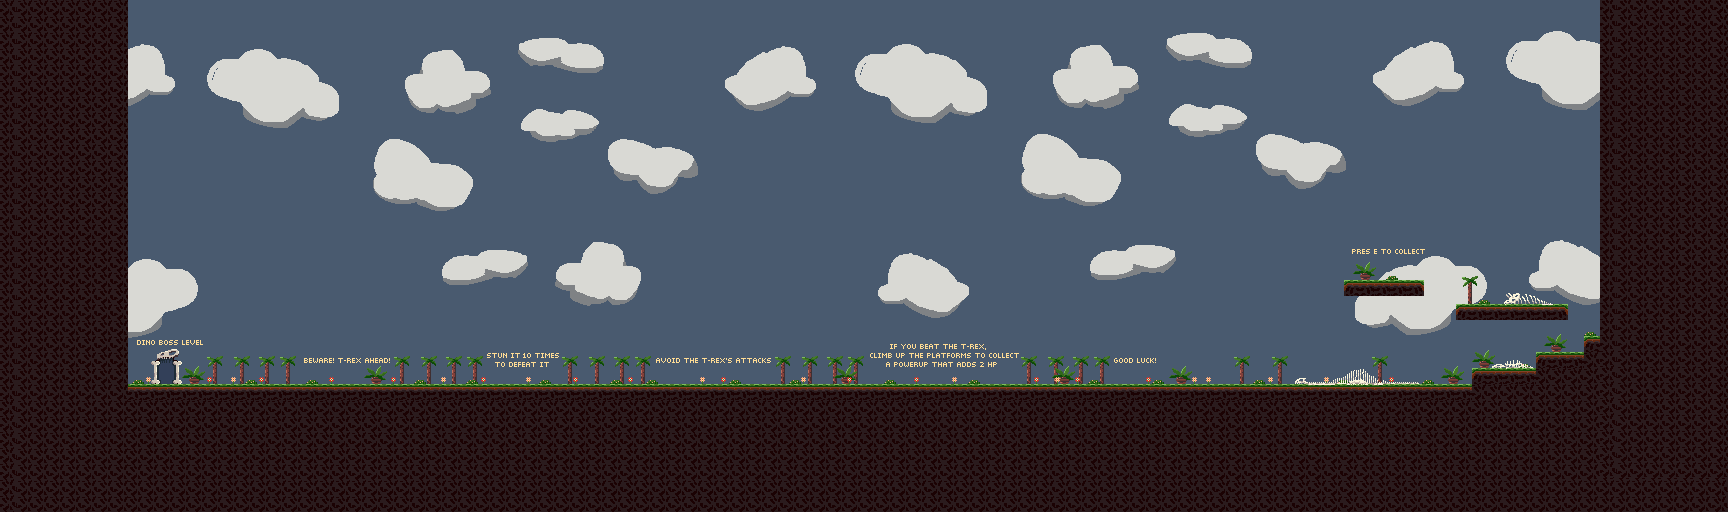 DINO BOSS LEVEL
BEWARE! T-REX AHEAD!
STUN IT 10 TIMES
TO DEFEAT IT
AVOID THE T-REX'S ATTACKS
IF YOU BEAT THE T-REX,
CLIMB UP THE PLATFORMS TO COLLECT
A POWERUP THAT ADDS 2 HP
GOOD LUCK!
PRES E TO COLLECT